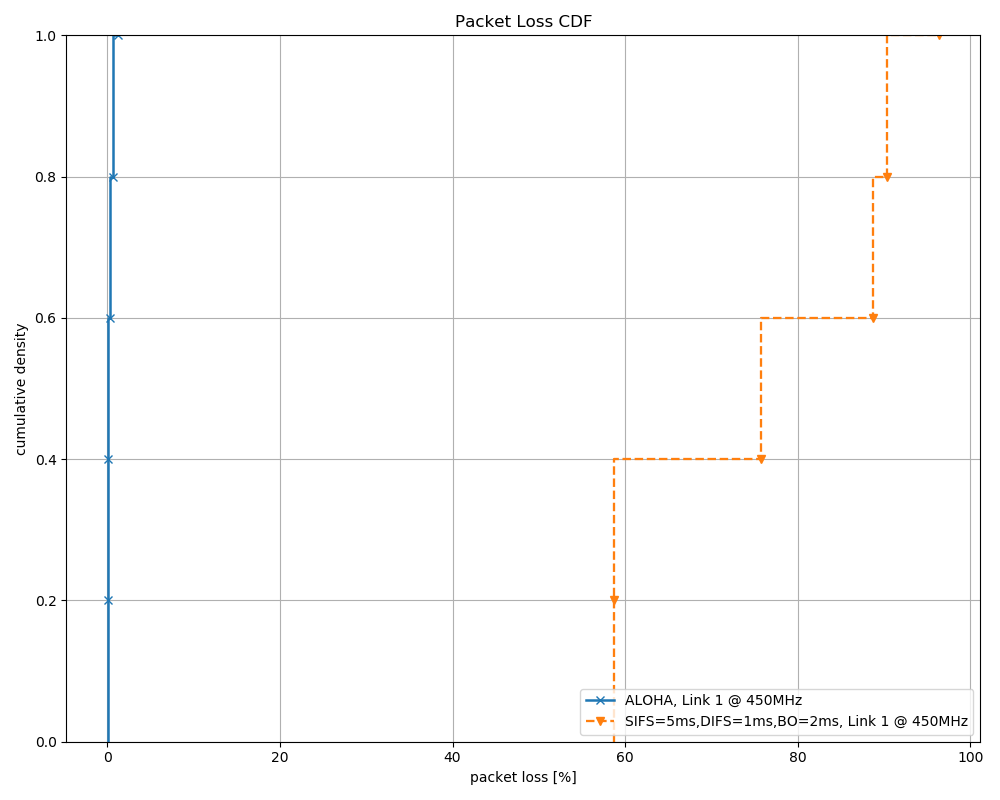 Packet Loss CDF
1.0
0.8
0.6
0.4
0.2
0.0
cumulative density
ALOHA, Link 1 @ 450MHz
SIFS=5ms,DIFS=1ms,BO=2ms, Link 1 @ 450MHz
0 20 40 60 80 100
packet loss [%]